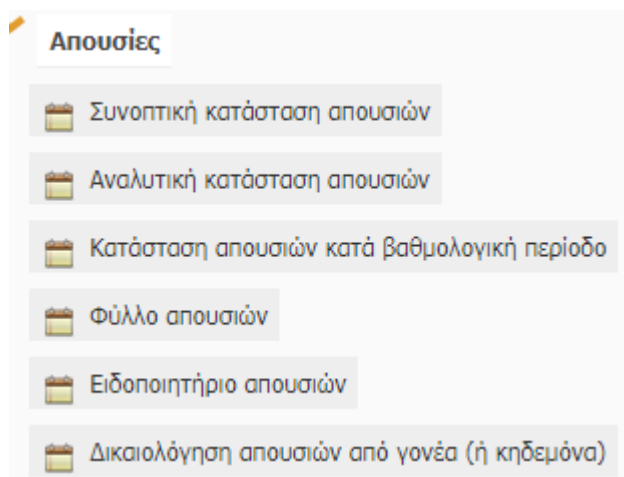 Απουσίες
Συνοπτική κατάσταση απουσιών
Αναλυτική κατάσταση απουσιών
Κατάσταση απουσιών κατά βαθμολογική περίοδο
Φύλλο απουσιών
Ειδοποιητήριο απουσιών
Δικαιολόγηση απουσιών από γονέα (ή κηδεμόνα)